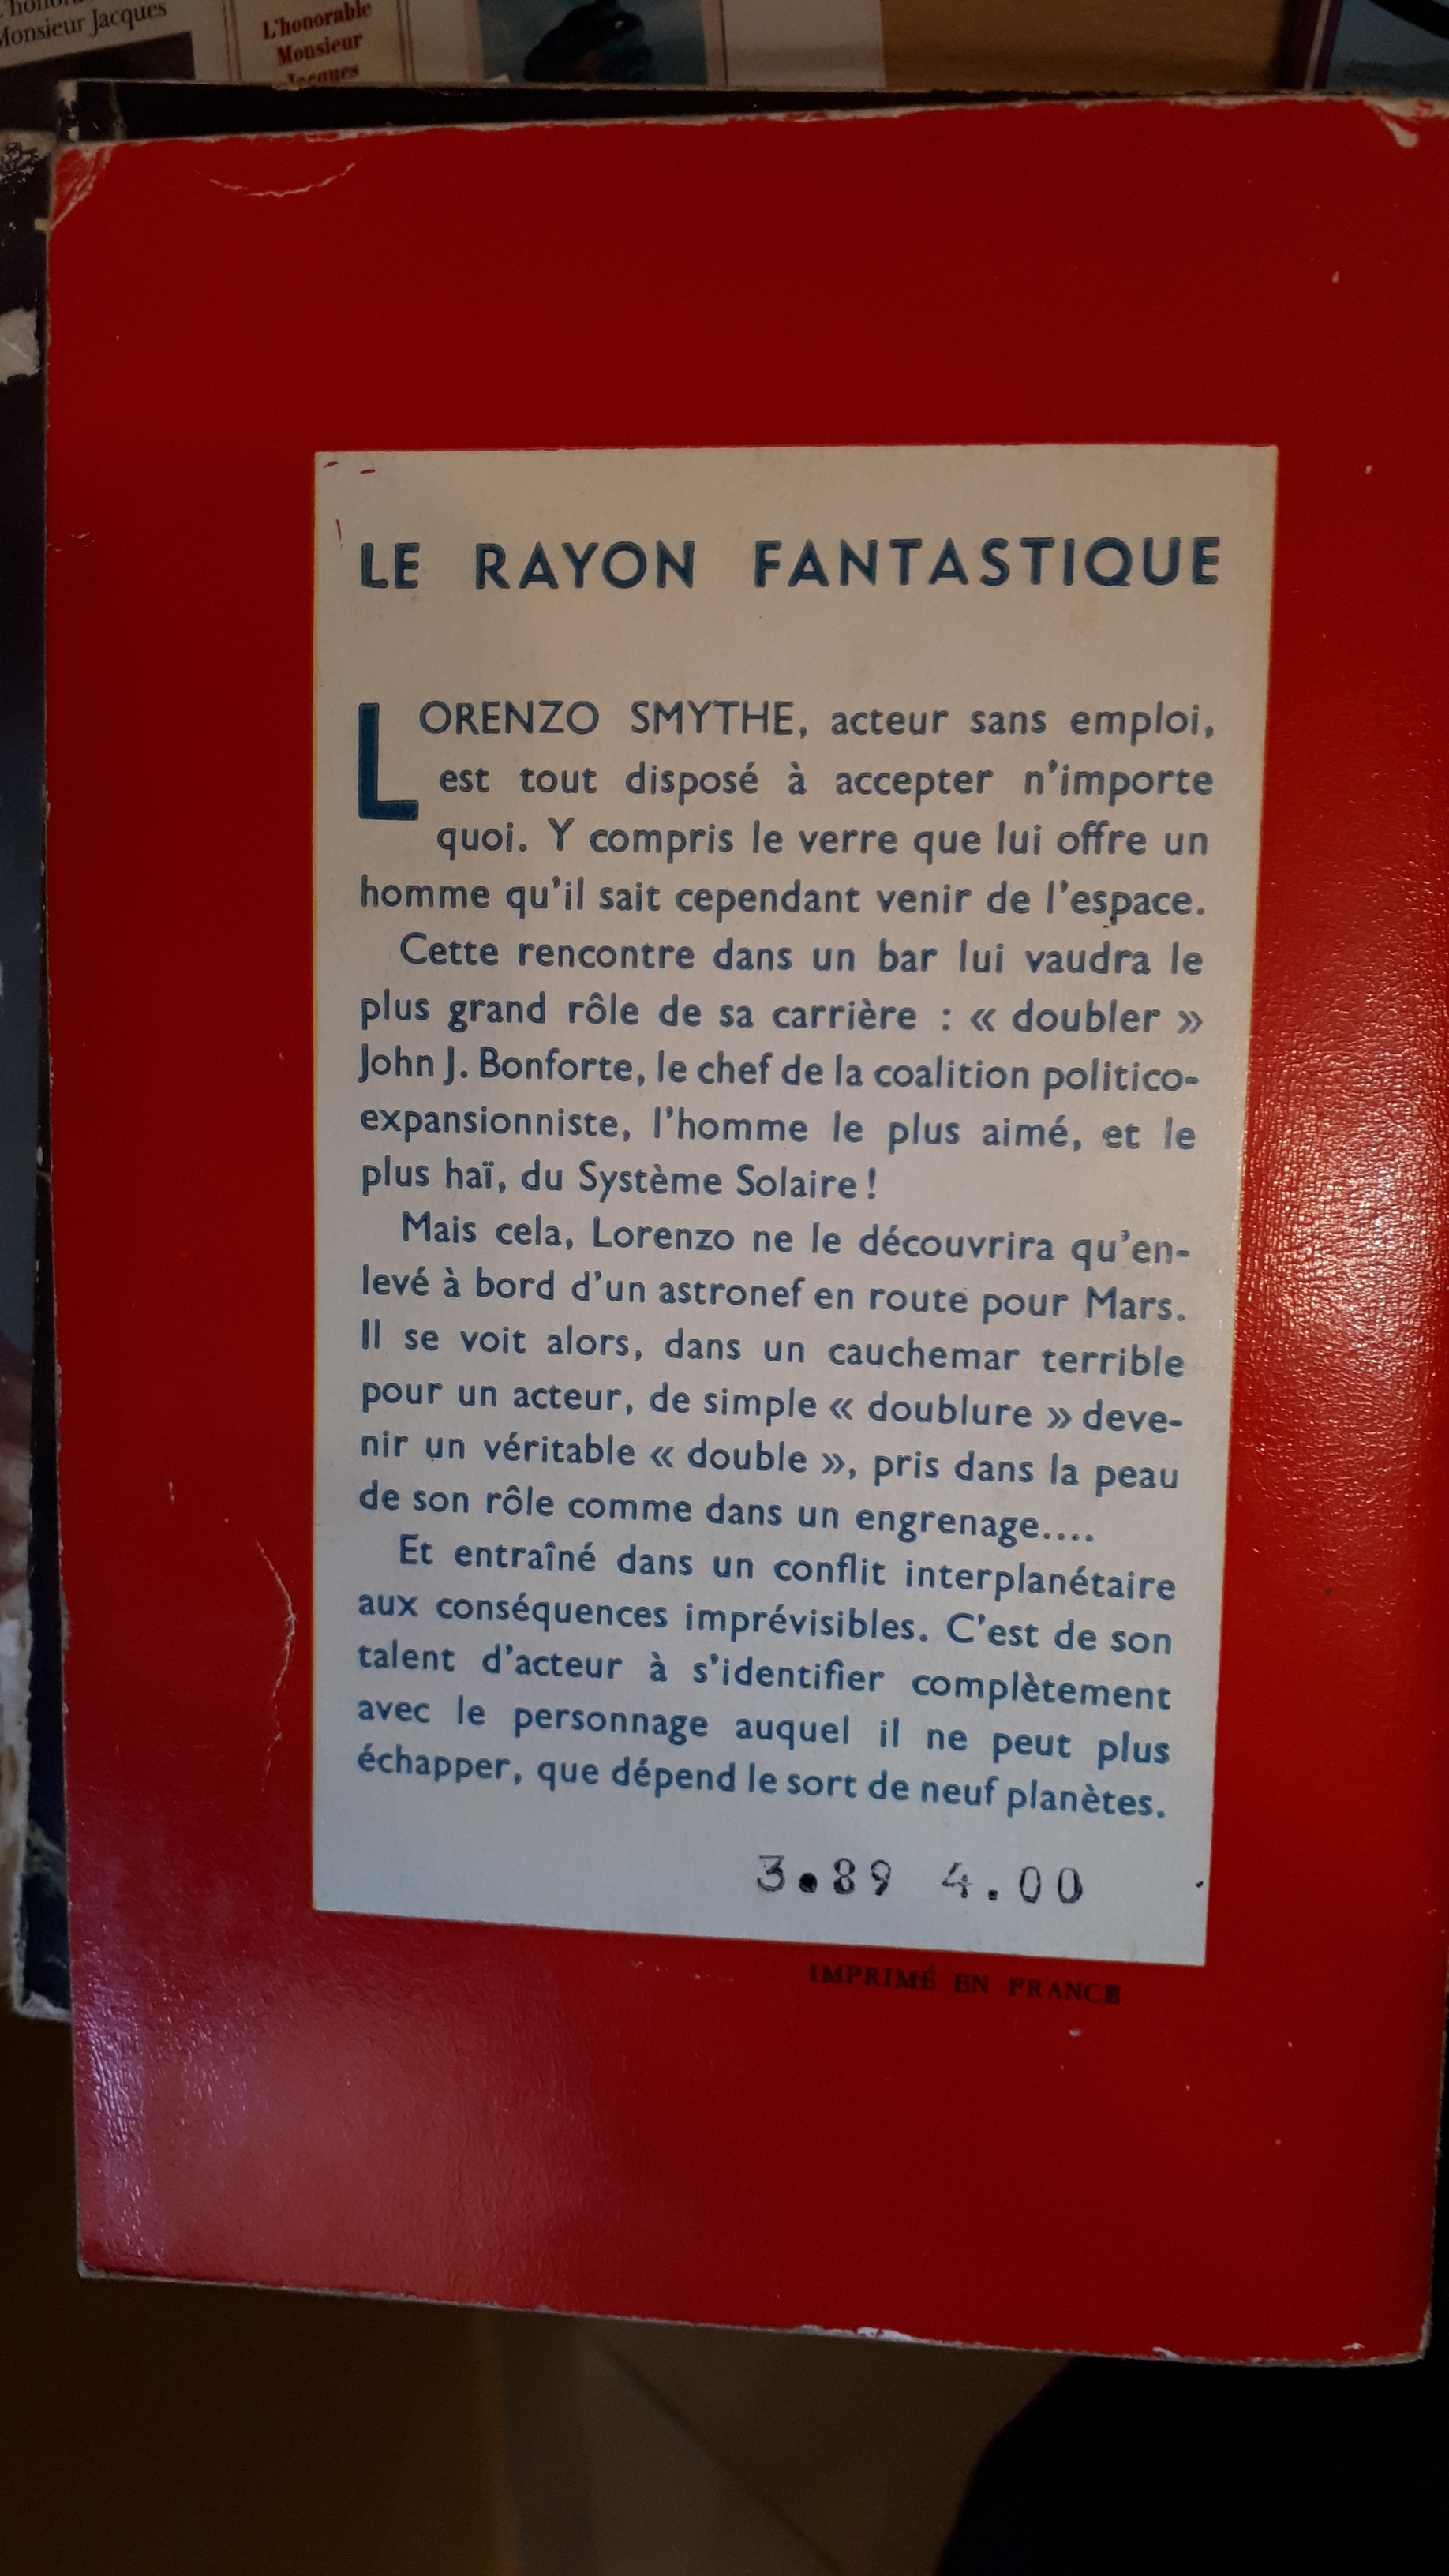 Monsieur Jacques
L'honorable
Monsieur
Jacques
LE RAYON FANTASTIQUE
LORENZO SMYTHE, acteur sans emploi,
est tout disposé à accepter n'importe
quoi. Y compris le verre que lui offre un
homme qu'il sait cependant venir de l'espace.
Cette rencontre dans un bar lui vaudra le
plus grand rôle de sa carrière : « doubler »
John J. Bonforte, le chef de la coalition politico-
expansionniste, l'homme le plus aimé, et le
plus haï, du Système Solaire !
Mais cela, Lorenzo ne le découvrira qu'en-
levé à bord d'un astronef en route pour Mars.
Il se voit alors, dans un cauchemar terrible
pour un acteur, de simple « doublure » deve-
nir un véritable « double », pris dans la peau
de son rôle comme dans un engrenage....
Et entraîné dans un conflit interplanétaire
aux conséquences imprévisibles. C'est de son
talent d'acteur à s'identifier complètement
avec le personnage auquel il ne peut plus
échapper, que dépend le sort de neuf planètes.
3.89 4.00
IMPRIMÉ EN FRANCE